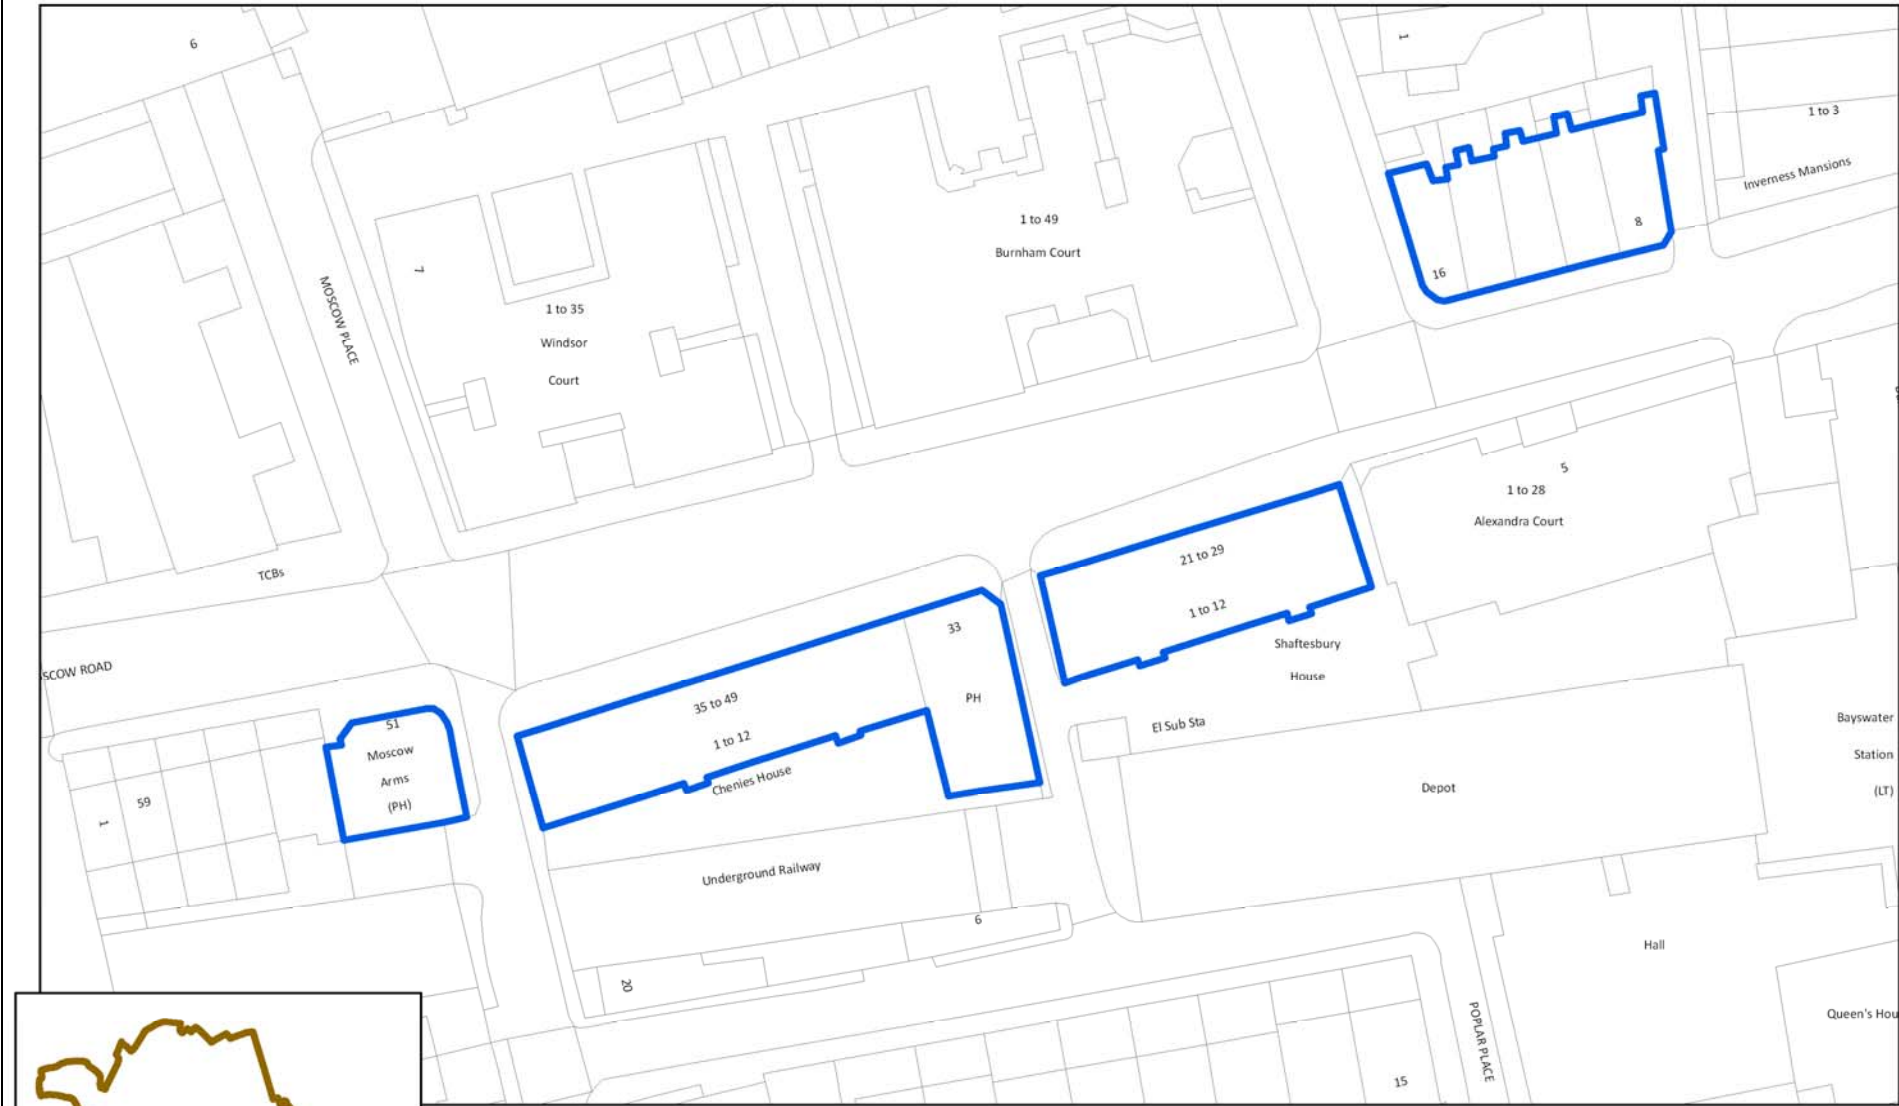 6
1
1 to 3
Inverness Mansions
1 to 49
Burnham Court
8
16
7
MOSCOW PLACE
1 to 35
Windsor
Court
5
1 to 28
Alexandra Court
21 to 29
1 to 12
Shaftesbury
House
TCBs
33
PH
SCOW ROAD
35 to 49
1 to 12
Chenies House
51
Moscow
Arms
(PH)
59
1
El Sub Sta
Bayswater
Station
(LT)
Depot
Underground Railway
6
20
Hall
POPLAR PLACE
Queen's Hou
15